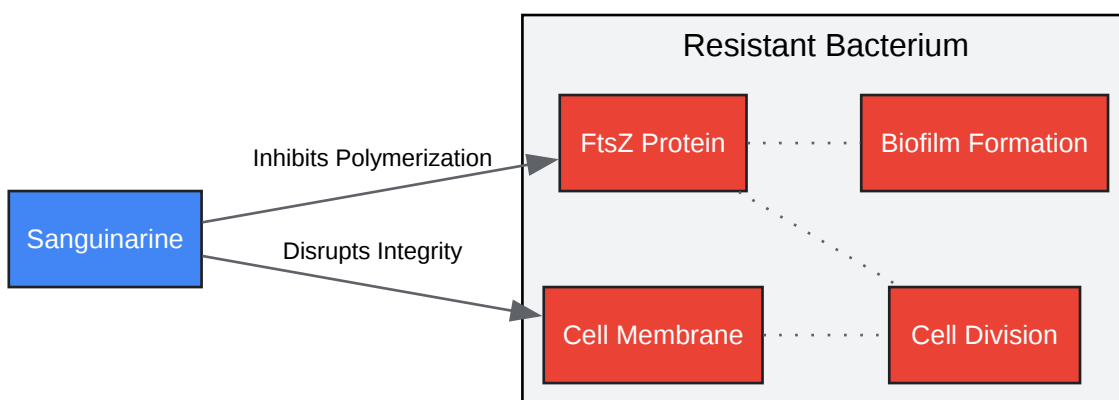 Resistant Bacterium
FtsZ Protein
Biofilm Formation
Inhibits Polymerization
Sanguinarine
Disrupts Integrity
Cell Membrane
Cell Division